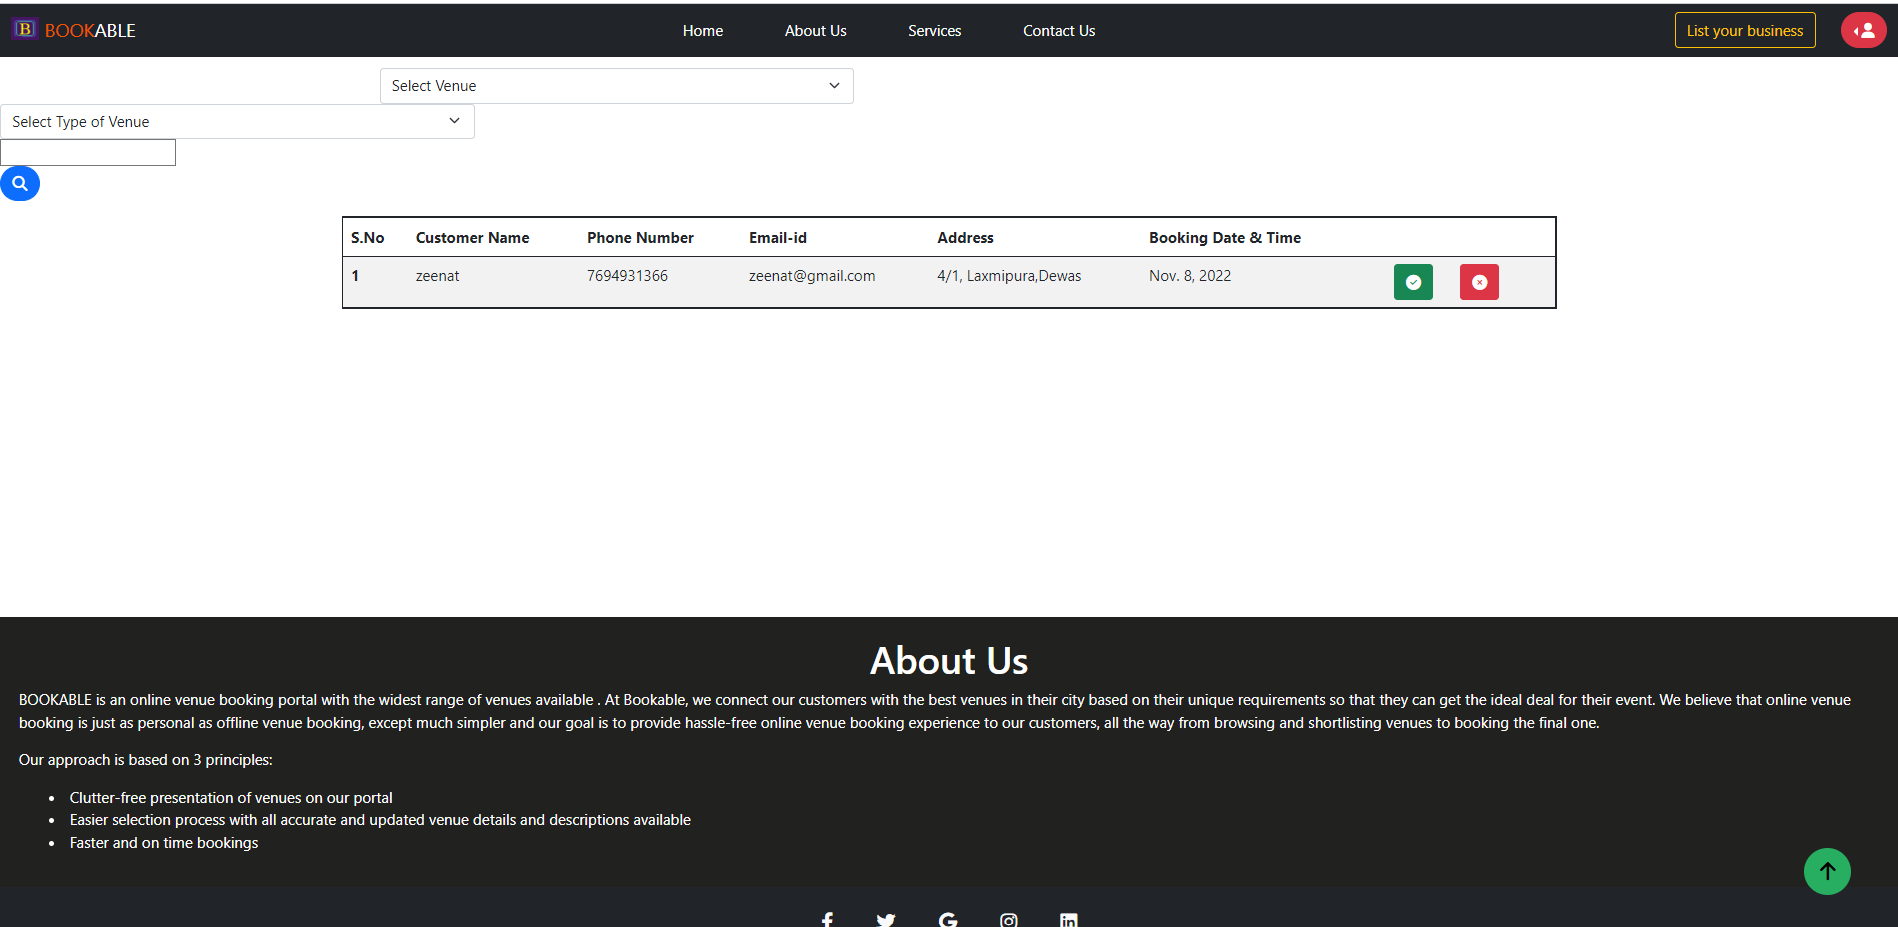 B BOOKABLE Home About Us Services Contact Us List your business
Select Venue
Select Type of Venue
S.No Customer Name Phone Number Email-id Address Booking Date & Time
1 zeenat 7694931366 zeenat@gmail.com 4/1, Laxmipura,Dewas Nov. 8, 2022
About Us
BOOKABLE is an online venue booking portal with the widest range of venues available . At Bookable, we connect our customers with the best venues in their city based on their unique requirements so that they can get the ideal deal for their event. We believe that online venue
booking is just as personal as offline venue booking, except much simpler and our goal is to provide hassle-free online venue booking experience to our customers, all the way from browsing and shortlisting venues to booking the final one.
Our approach is based on 3 principles:
• Clutter-free presentation of venues on our portal
• Easier selection process with all accurate and updated venue details and descriptions available
• Faster and on time bookings